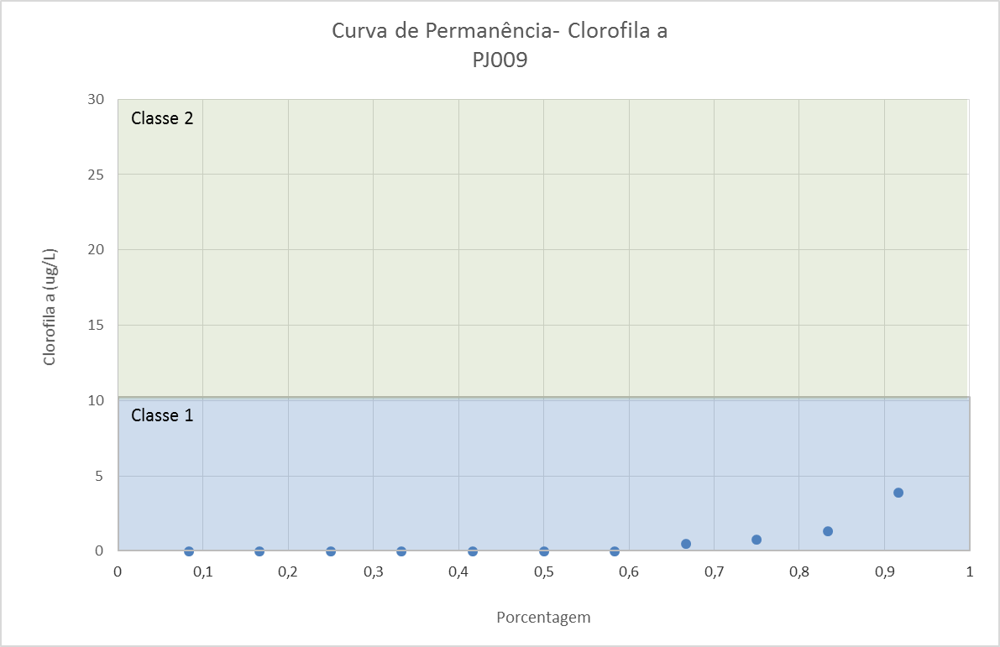 Curva de Permanência- Clorofila a
PJ009
30
Classe 2
25
20
15
10
Classe 1
5
0
Clorofila a (ug/L)
0 0,1 0,2 0,3 0,4 0,5 0,6 0,7 0,8 0,9 1
Porcentagem